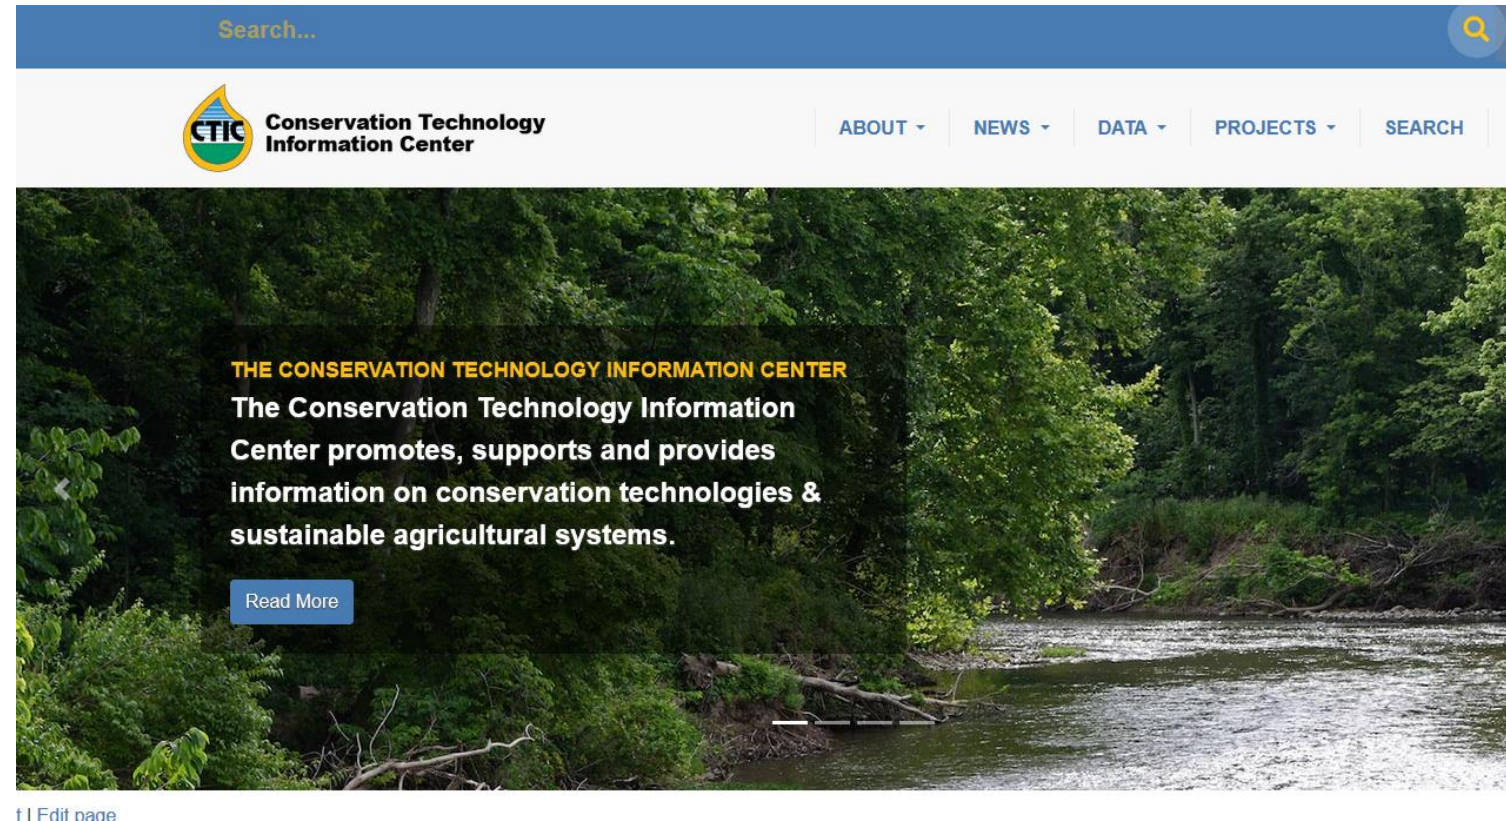 Search...
CTIC
Conservation Technology
Information Center
ABOUT
NEWS
DATA
PROJECTS
SEARCH
THE CONSERVATION TECHNOLOGY INFORMATION CENTER
The Conservation Technology Information
Center promotes, supports and provides
information on conservation technologies &
sustainable agricultural systems.
Read More
t | Edit page